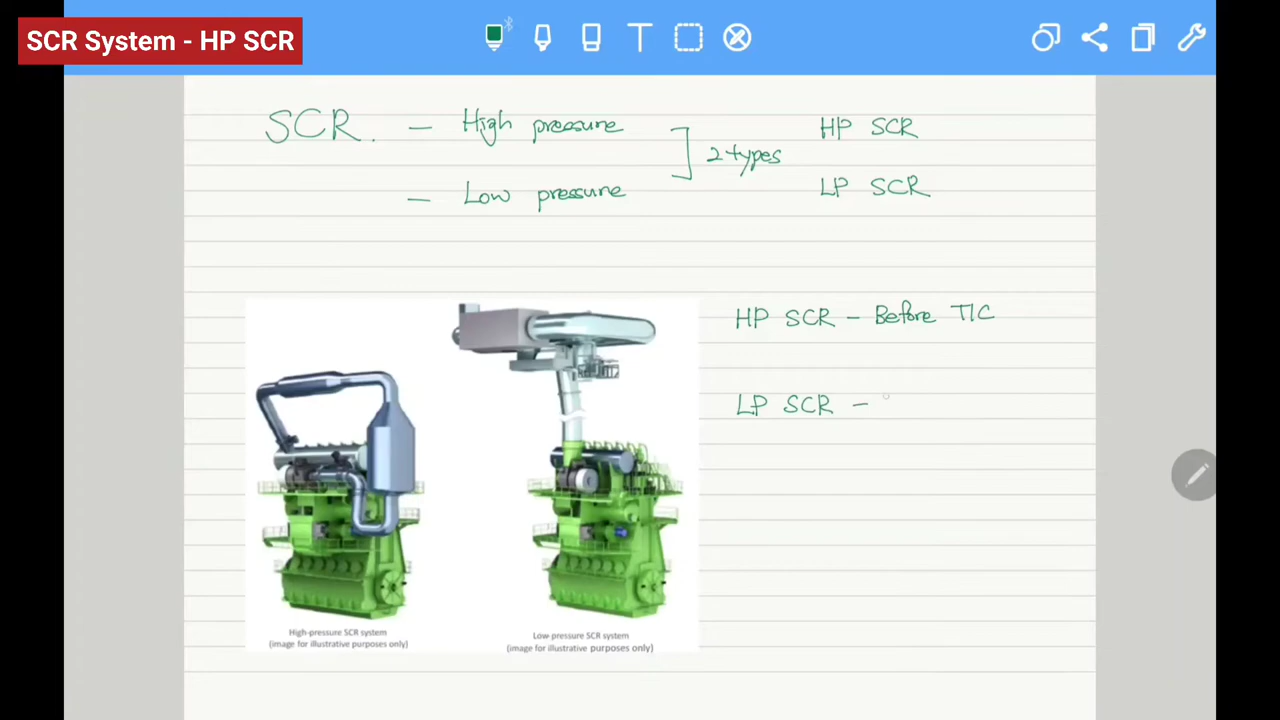 SCR System - HP SCR
SCR. - High pressure
2 types
- Low pressure
HP SCR
LP SCR
HP SCR - Before T/C
LP SCR -
High-pressure SCR system
(image for illustrative purposes only)
Low-pressure SCR system
(image for illustrative purposes only)